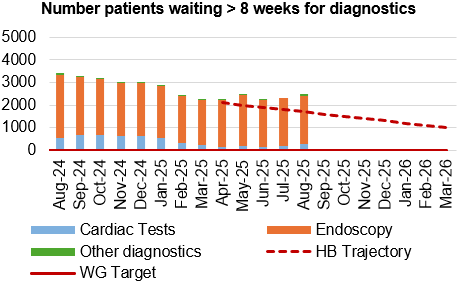 Number patients waiting > 8 weeks for diagnostics
5000
4000
3000
2000
1000
0
Aug-24
Sep-24
Oct-24
Nov-24
Dec-24
Jan-25
Feb-25
Mar-25
Apr-25
May-25
Jun-25
Jul-25
Aug-25
Sep-25
Oct-25
Nov-25
Dec-25
Jan-26
Feb-26
Mar-26
Cardiac Tests
Endoscopy
Other diagnostics
HB Trajectory
WG Target